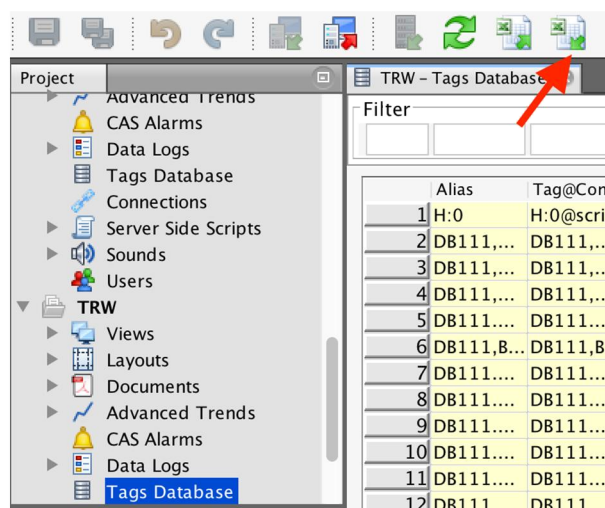 Project
TRW – Tags Database
Advanced Trends
CAS Alarms
Data Logs
Tags Database
Connections
Server Side Scripts
Sounds
Users
TRW
Views
Layouts
Documents
Advanced Trends
CAS Alarms
Data Logs
Tags Database
Filter
Alias Tag@Con
1 H:0 H:0@scri
2 DB111,... DB111,...
3 DB111,... DB111,...
4 DB111,... DB111,...
5 DB111.... DB111....
6 DB111,B... DB111,B
7 DB111.... DB111....
8 DB111.... DB111....
9 DB111.... DB111....
10 DB111.... DB111....
11 DB111.... DB111....
12 DB111 DB111